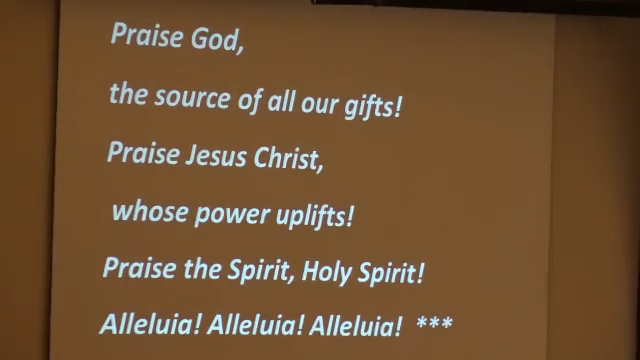 Praise God,
the source of all our gifts!
Praise Jesus Christ,
whose power uplifts!
Praise the Spirit, Holy Spirit!
Alleluia! Alleluia! Alleluia! ***